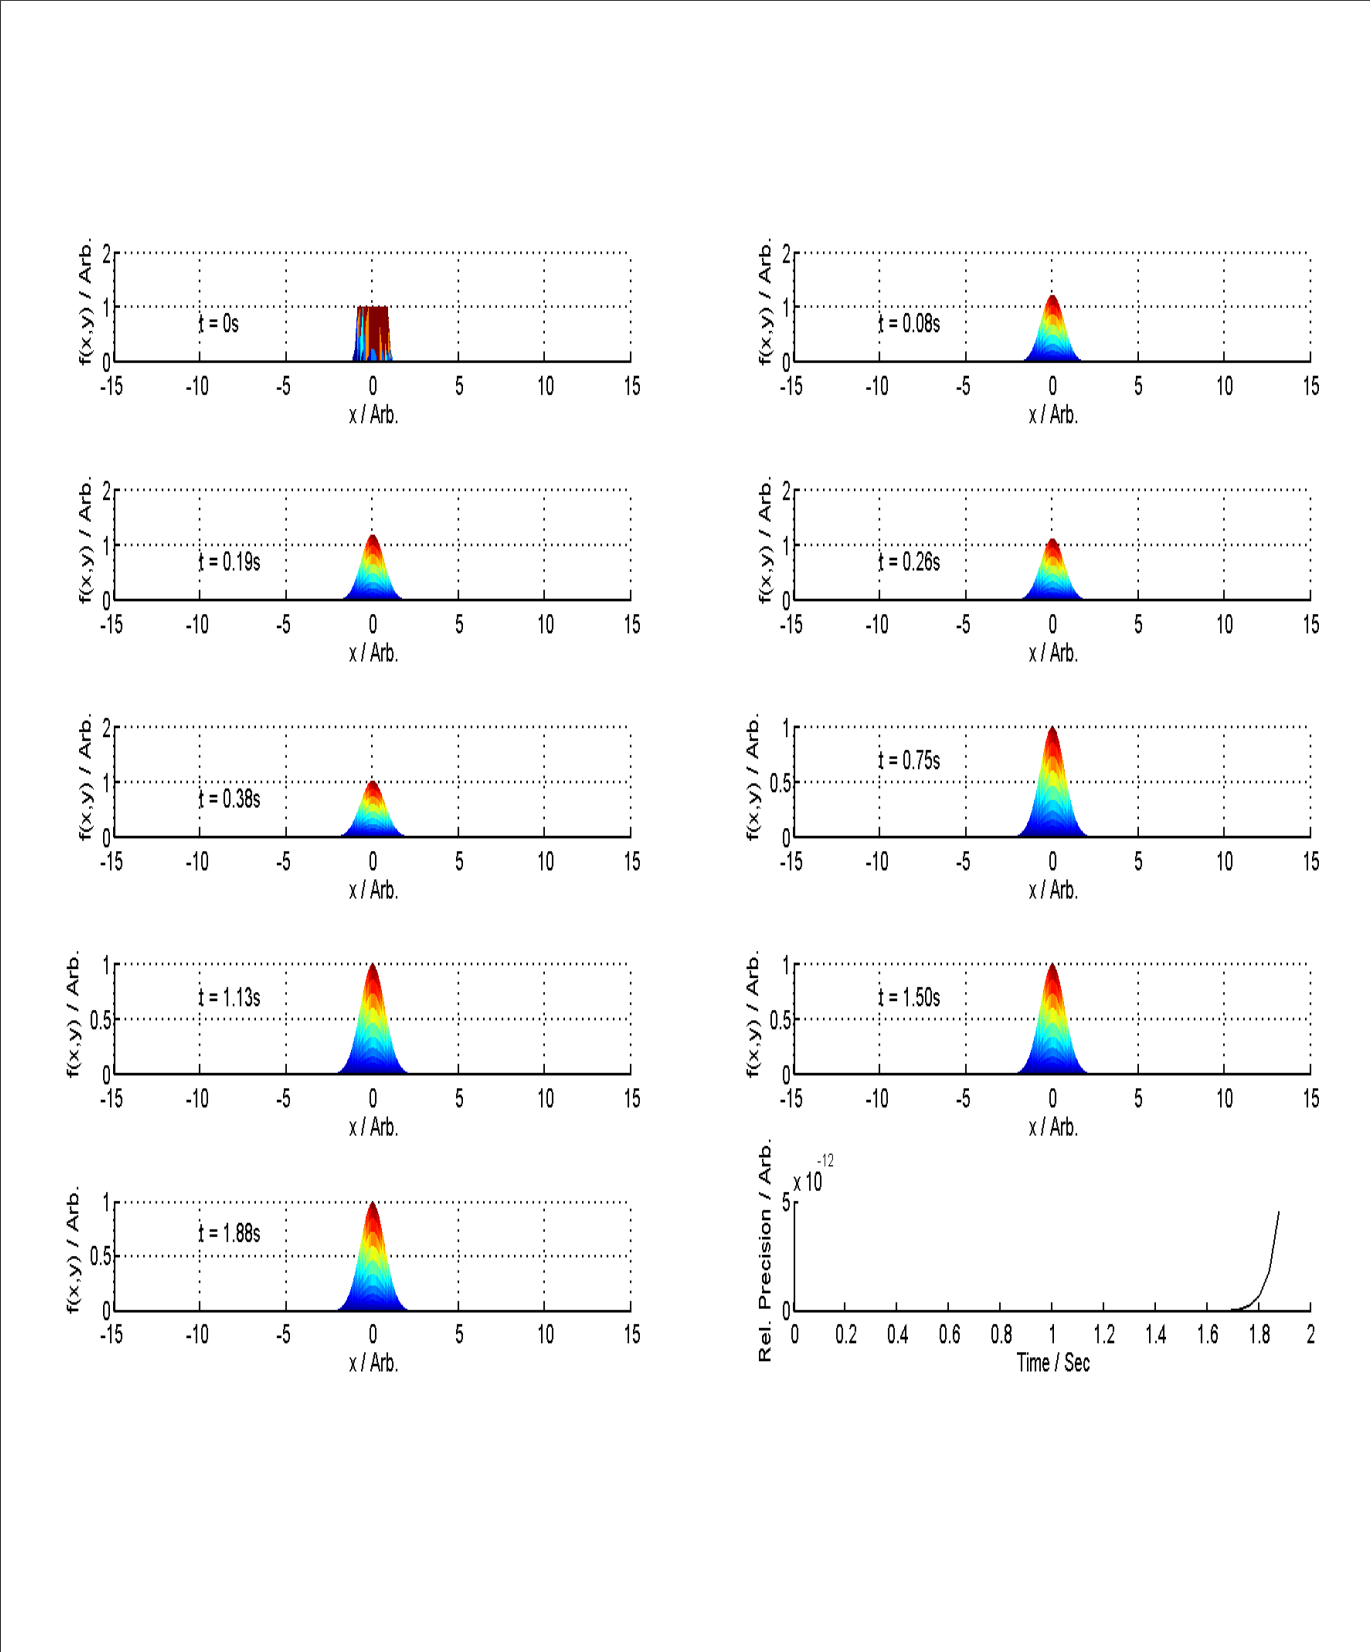 f(x,y) / Arb.
2
1
0
t = 0s
-15 -10 -5 0 5 10 15
x / Arb.
f(x,y) / Arb.
2
1
0
t = 0.08s
-15 -10 -5 0 5 10 15
x / Arb.
f(x,y) / Arb.
2
1
0
t = 0.19s
-15 -10 -5 0 5 10 15
x / Arb.
f(x,y) / Arb.
2
1
0
t = 0.26s
-15 -10 -5 0 5 10 15
x / Arb.
f(x,y) / Arb.
2
1
0
t = 0.38s
-15 -10 -5 0 5 10 15
x / Arb.
f(x,y) / Arb.
1
0.5
0
t = 0.75s
-15 -10 -5 0 5 10 15
x / Arb.
f(x,y) / Arb.
1
0.5
0
t = 1.13s
-15 -10 -5 0 5 10 15
x / Arb.
f(x,y) / Arb.
1
0.5
0
t = 1.50s
-15 -10 -5 0 5 10 15
x / Arb.
f(x,y) / Arb.
1
0.5
0
t = 1.88s
-15 -10 -5 0 5 10 15
x / Arb.
Rel. Precision / Arb.
x 10^-12
5
0
0 0.2 0.4 0.6 0.8 1 1.2 1.4 1.6 1.8 2
Time / Sec